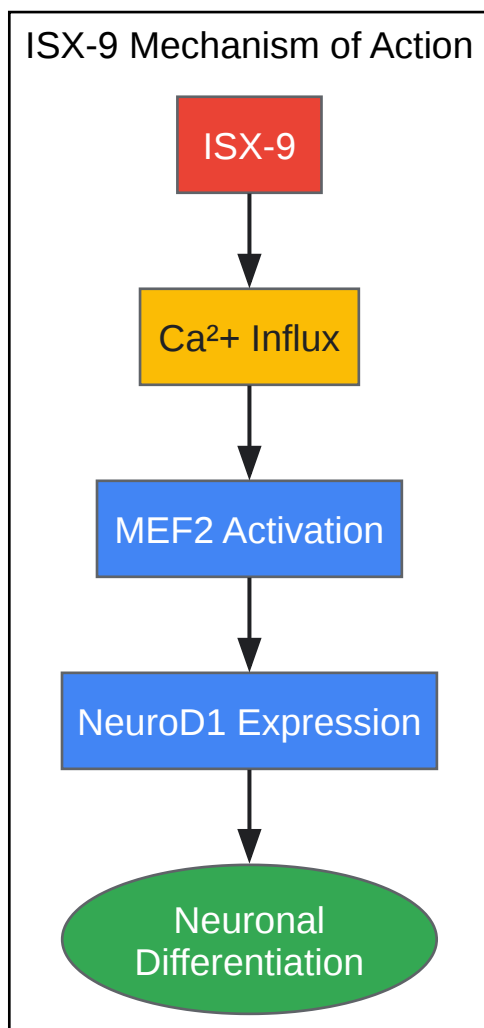 ISX-9 Mechanism of Action
ISX-9
Ca²+ Influx
MEF2 Activation
NeuroD1 Expression
Neuronal
Differentiation